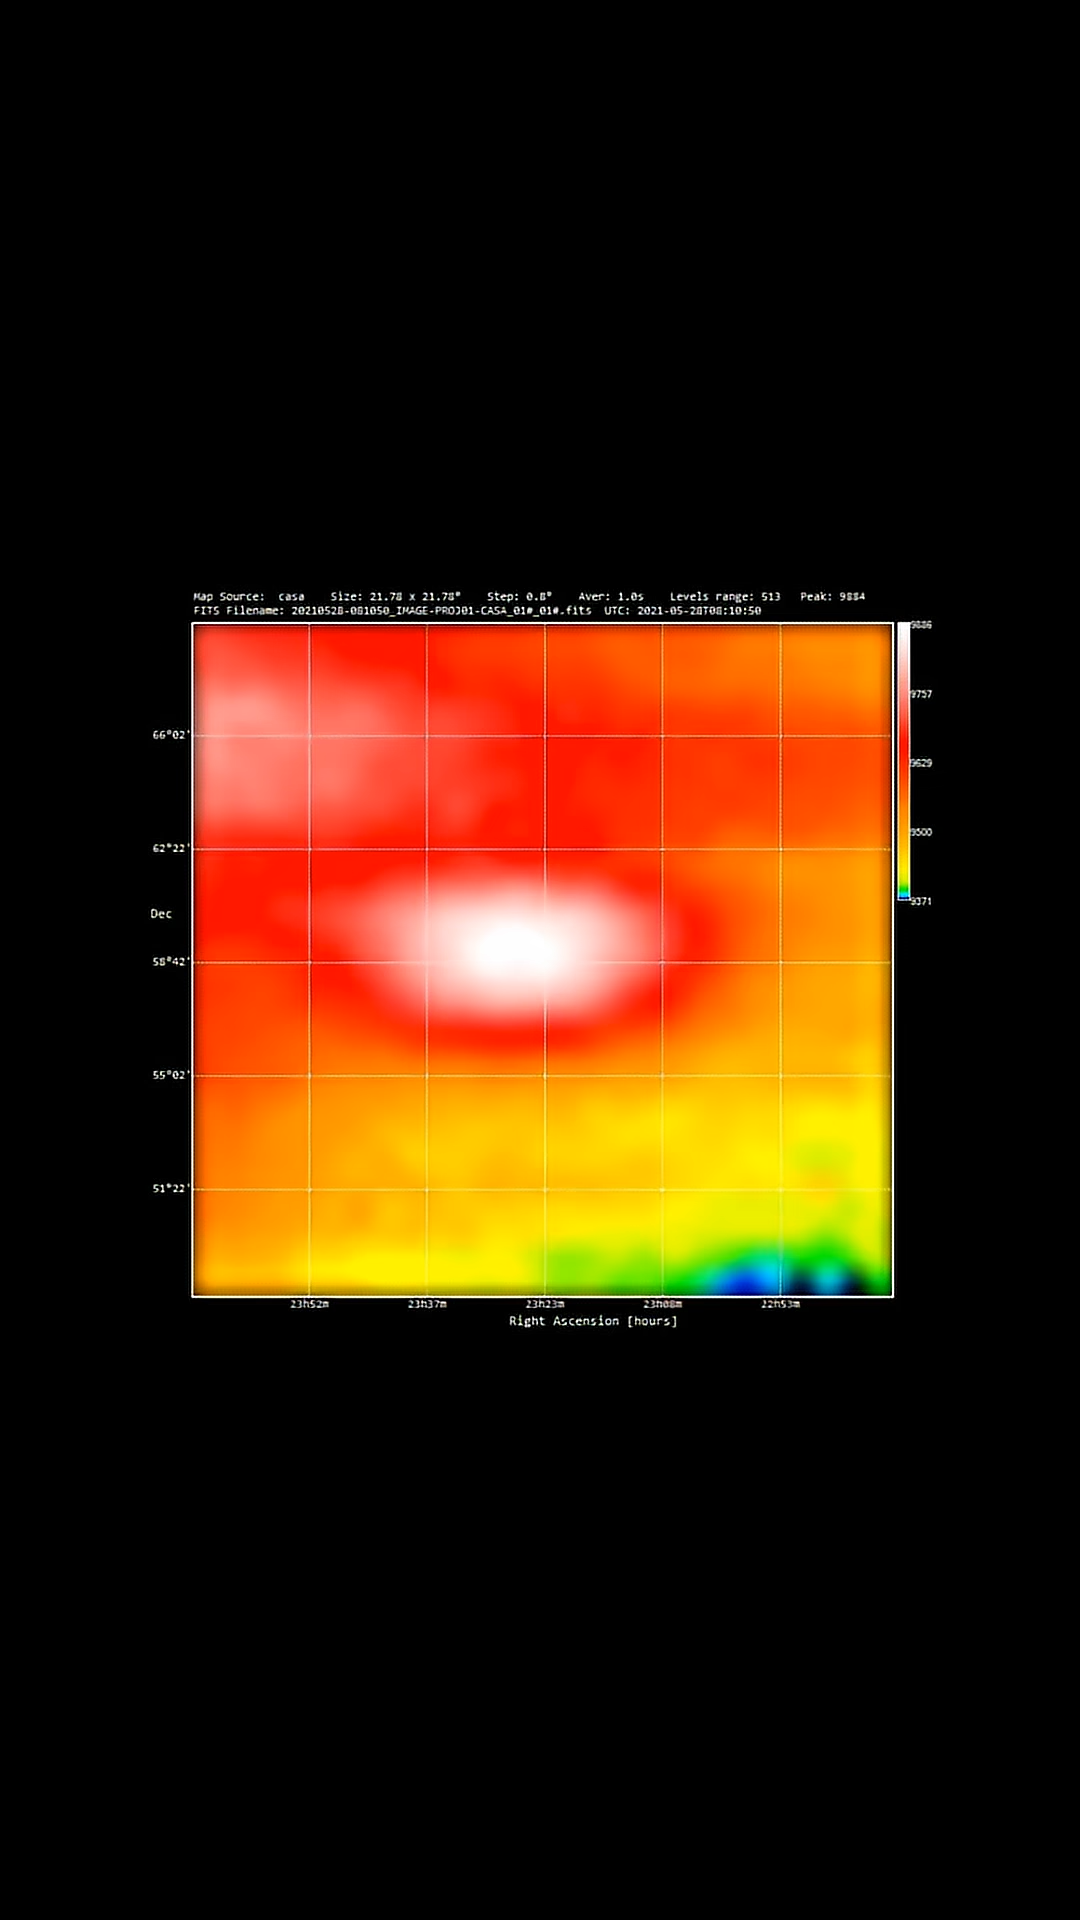 Map Source: casa Size: 21.78 x 21.78° Step: 0.8° Aver: 1.0s Levels range: 513 Peak: 9884
FITS Filename: 20210528-081050_IMAGE-PROJ01-CASA_01#_01#.fits UTC: 2021-05-28T08:10:50
9886
9757
66°02'
9629
9500
62°22'
9371
Dec
58°42'
55°02'
51°22'
23h52m 23h37m 23h23m 23h08m 22h53m
Right Ascension [hours]